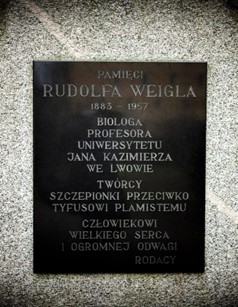 PAMIĘCI
RUDOLFA WEIGLA
1883 - 1957
BIOLOGA
PROFESORA
UNIWERSYTETU
JANA KAZIMIERZA
WE LWOWIE
TWÓRCY
SZCZEPIONKI PRZECIWKO
TYFUSOWI PLAMISTEMU
CZŁOWIEKOWI
WIELKIEGO SERCA
I OGROMNEJ ODWAGI
RODACY